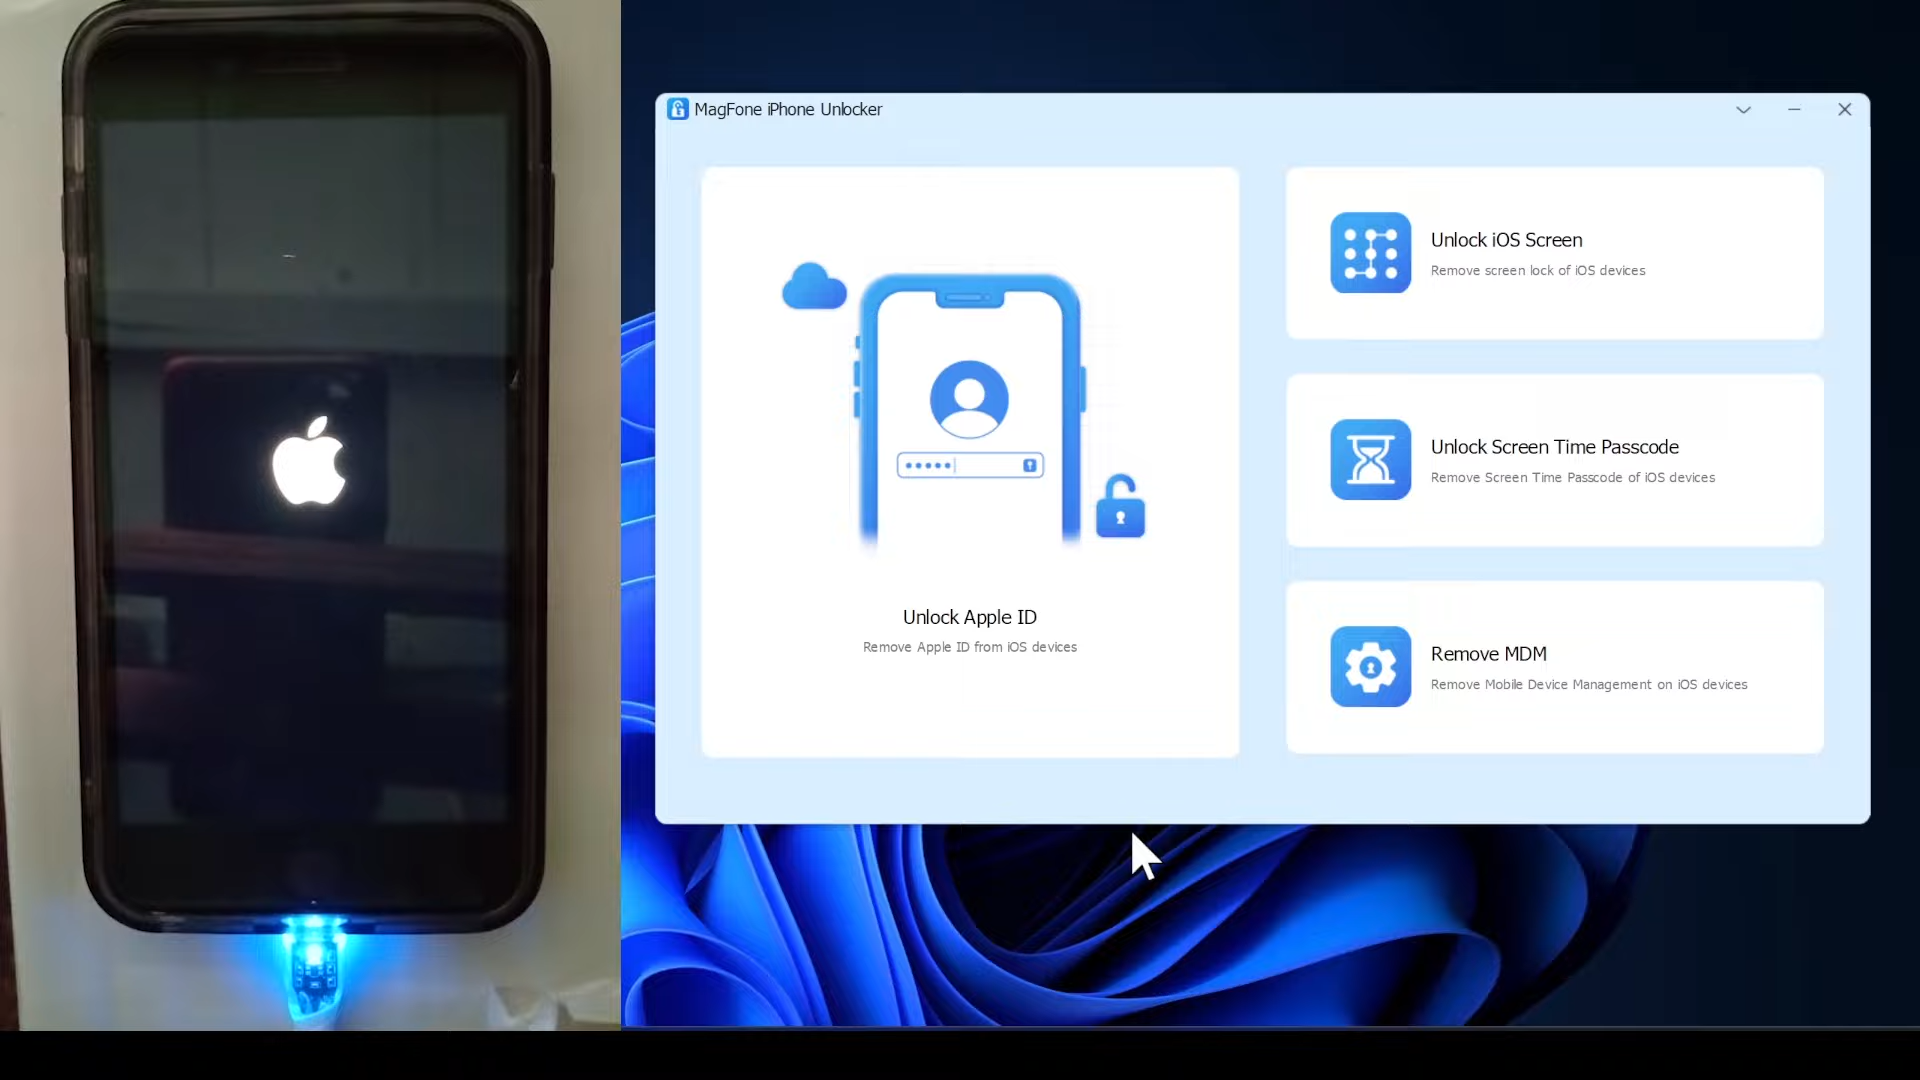 MagFone iPhone Unlocker
Unlock Apple ID
Remove Apple ID from iOS devices
Unlock iOS Screen
Remove screen lock of iOS devices
Unlock Screen Time Passcode
Remove Screen Time Passcode of iOS devices
Remove MDM
Remove Mobile Device Management on iOS devices